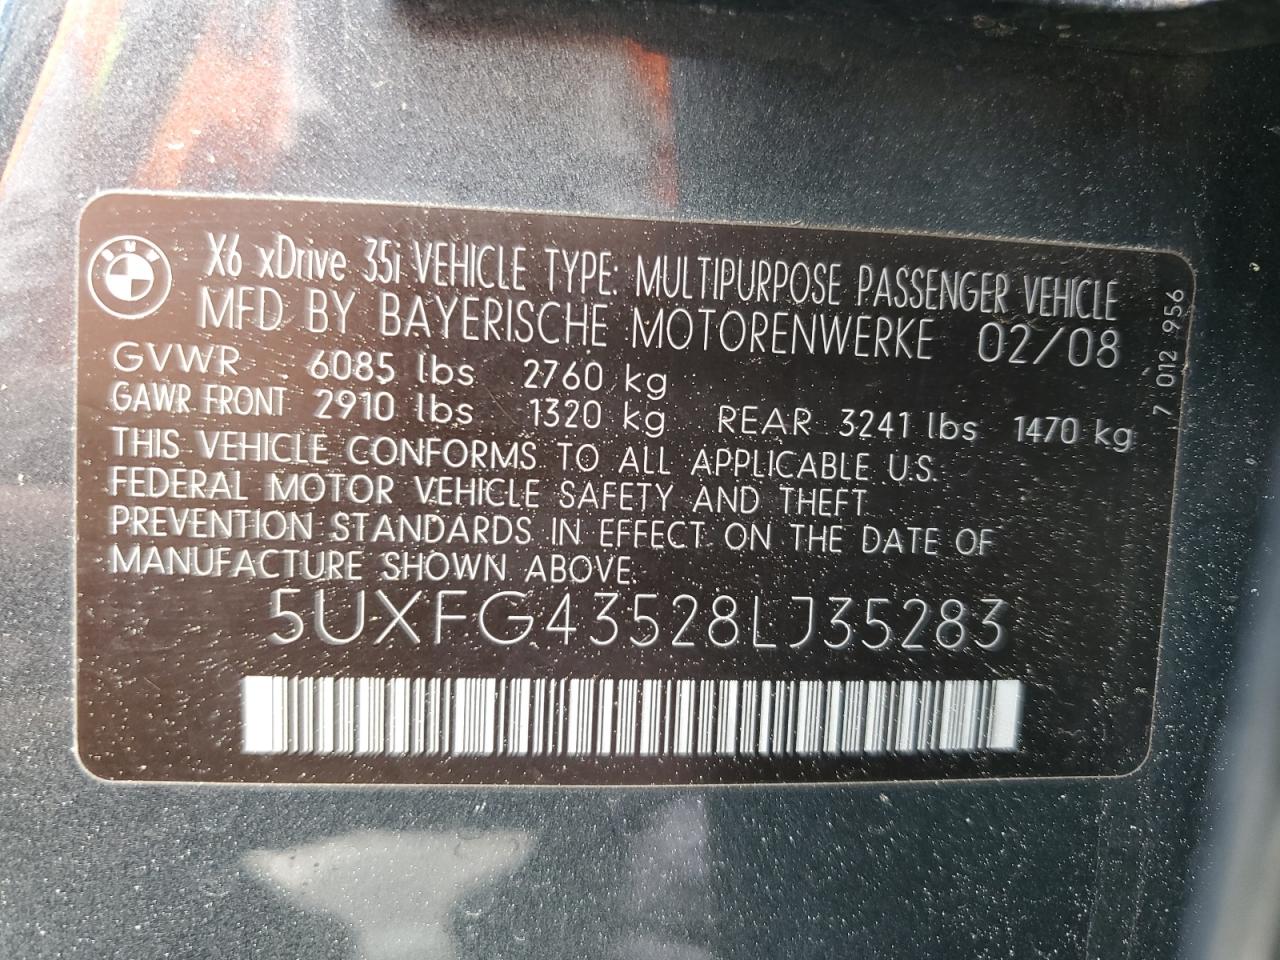 X6 xDrive 35i VEHICLE TYPE: MULTIPURPOSE PASSENGER VEHICLE
MFD BY BAYERISCHE MOTORENWERKE 02/08
GVWR 6085 lbs 2760 kg
GAWR FRONT 2910 lbs 1320 kg REAR 3241 lbs 1470 kg
THIS VEHICLE CONFORMS TO ALL APPLICABLE U.S.
FEDERAL MOTOR VEHICLE SAFETY AND THEFT
PREVENTION STANDARDS IN EFFECT ON THE DATE OF
MANUFACTURE SHOWN ABOVE.
5UXFG43528LJ35283
7 012 956
BMW